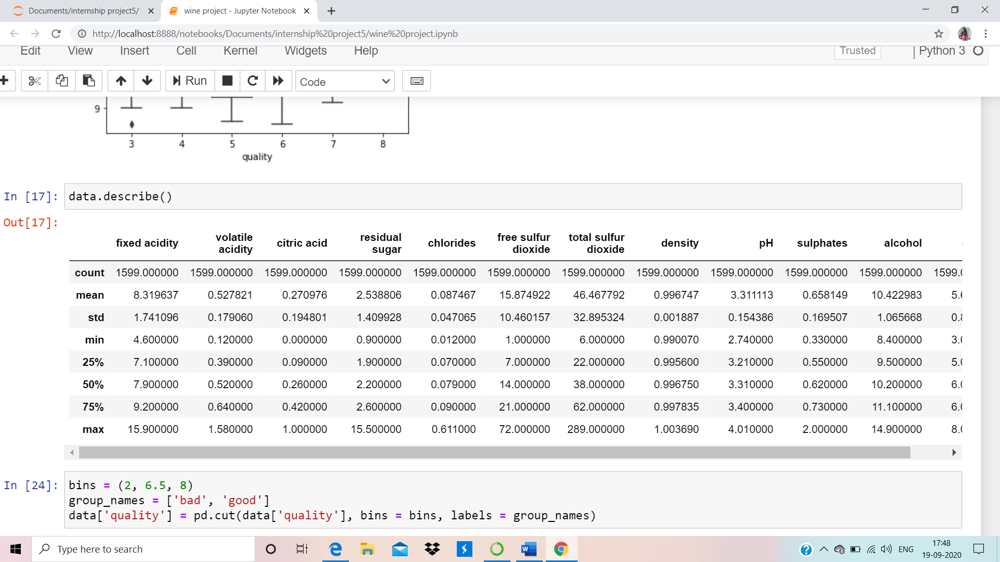 Documents/internship project5/
wine project - Jupyter Notebook
http://localhost:8888/notebooks/Documents/internship%20project5/wine%20project.ipynb
Edit View Insert Cell Kernel Widgets Help Trusted Python 3
Run Code
9
3 4 5 6 7 8
quality
In [17]: data.describe()
Out[17]:
fixed acidity volatile acidity citric acid residual sugar chlorides free sulfur dioxide total sulfur dioxide density pH sulphates alcohol
count 1599.000000 1599.000000 1599.000000 1599.000000 1599.000000 1599.000000 1599.000000 1599.000000 1599.000000 1599.000000 1599.000000 1599.
mean 8.319637 0.527821 0.270976 2.538806 0.087467 15.874922 46.467792 0.996747 3.311113 0.658149 10.422983 5.
std 1.741096 0.179060 0.194801 1.409928 0.047065 10.460157 32.895324 0.001887 0.154386 0.169507 1.065668 0.
min 4.600000 0.120000 0.000000 0.900000 0.012000 1.000000 6.000000 0.990070 2.740000 0.330000 8.400000 3.
25% 7.100000 0.390000 0.090000 1.900000 0.070000 7.000000 22.000000 0.995600 3.210000 0.550000 9.500000 5.
50% 7.900000 0.520000 0.260000 2.200000 0.079000 14.000000 38.000000 0.996750 3.310000 0.620000 10.200000 6.
75% 9.200000 0.640000 0.420000 2.600000 0.090000 21.000000 62.000000 0.997835 3.400000 0.730000 11.100000 6.
max 15.900000 1.580000 1.000000 15.500000 0.611000 72.000000 289.000000 1.003690 4.010000 2.000000 14.900000 8.
In [24]: bins = (2, 6.5, 8)
group_names = ['bad', 'good']
data['quality'] = pd.cut(data['quality'], bins = bins, labels = group_names)
Type here to search
ENG
17:48
19-09-2020